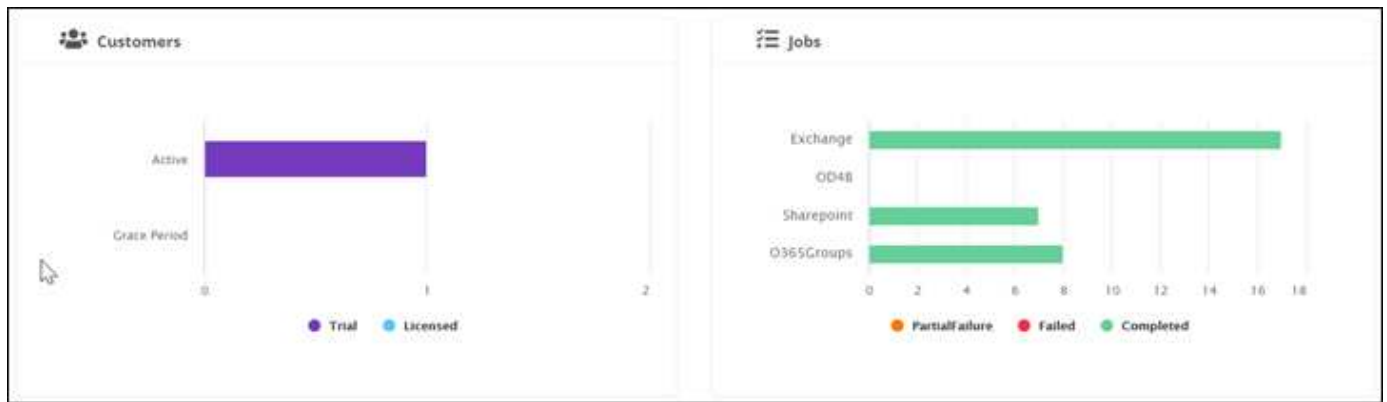 Customers
Active
Grace Period
0 1 2
Trial Licensed
Jobs
Exchange
OD4B
Sharepoint
O365Groups
0 2 4 6 8 10 12 14 16 18
PartialFailure Failed Completed